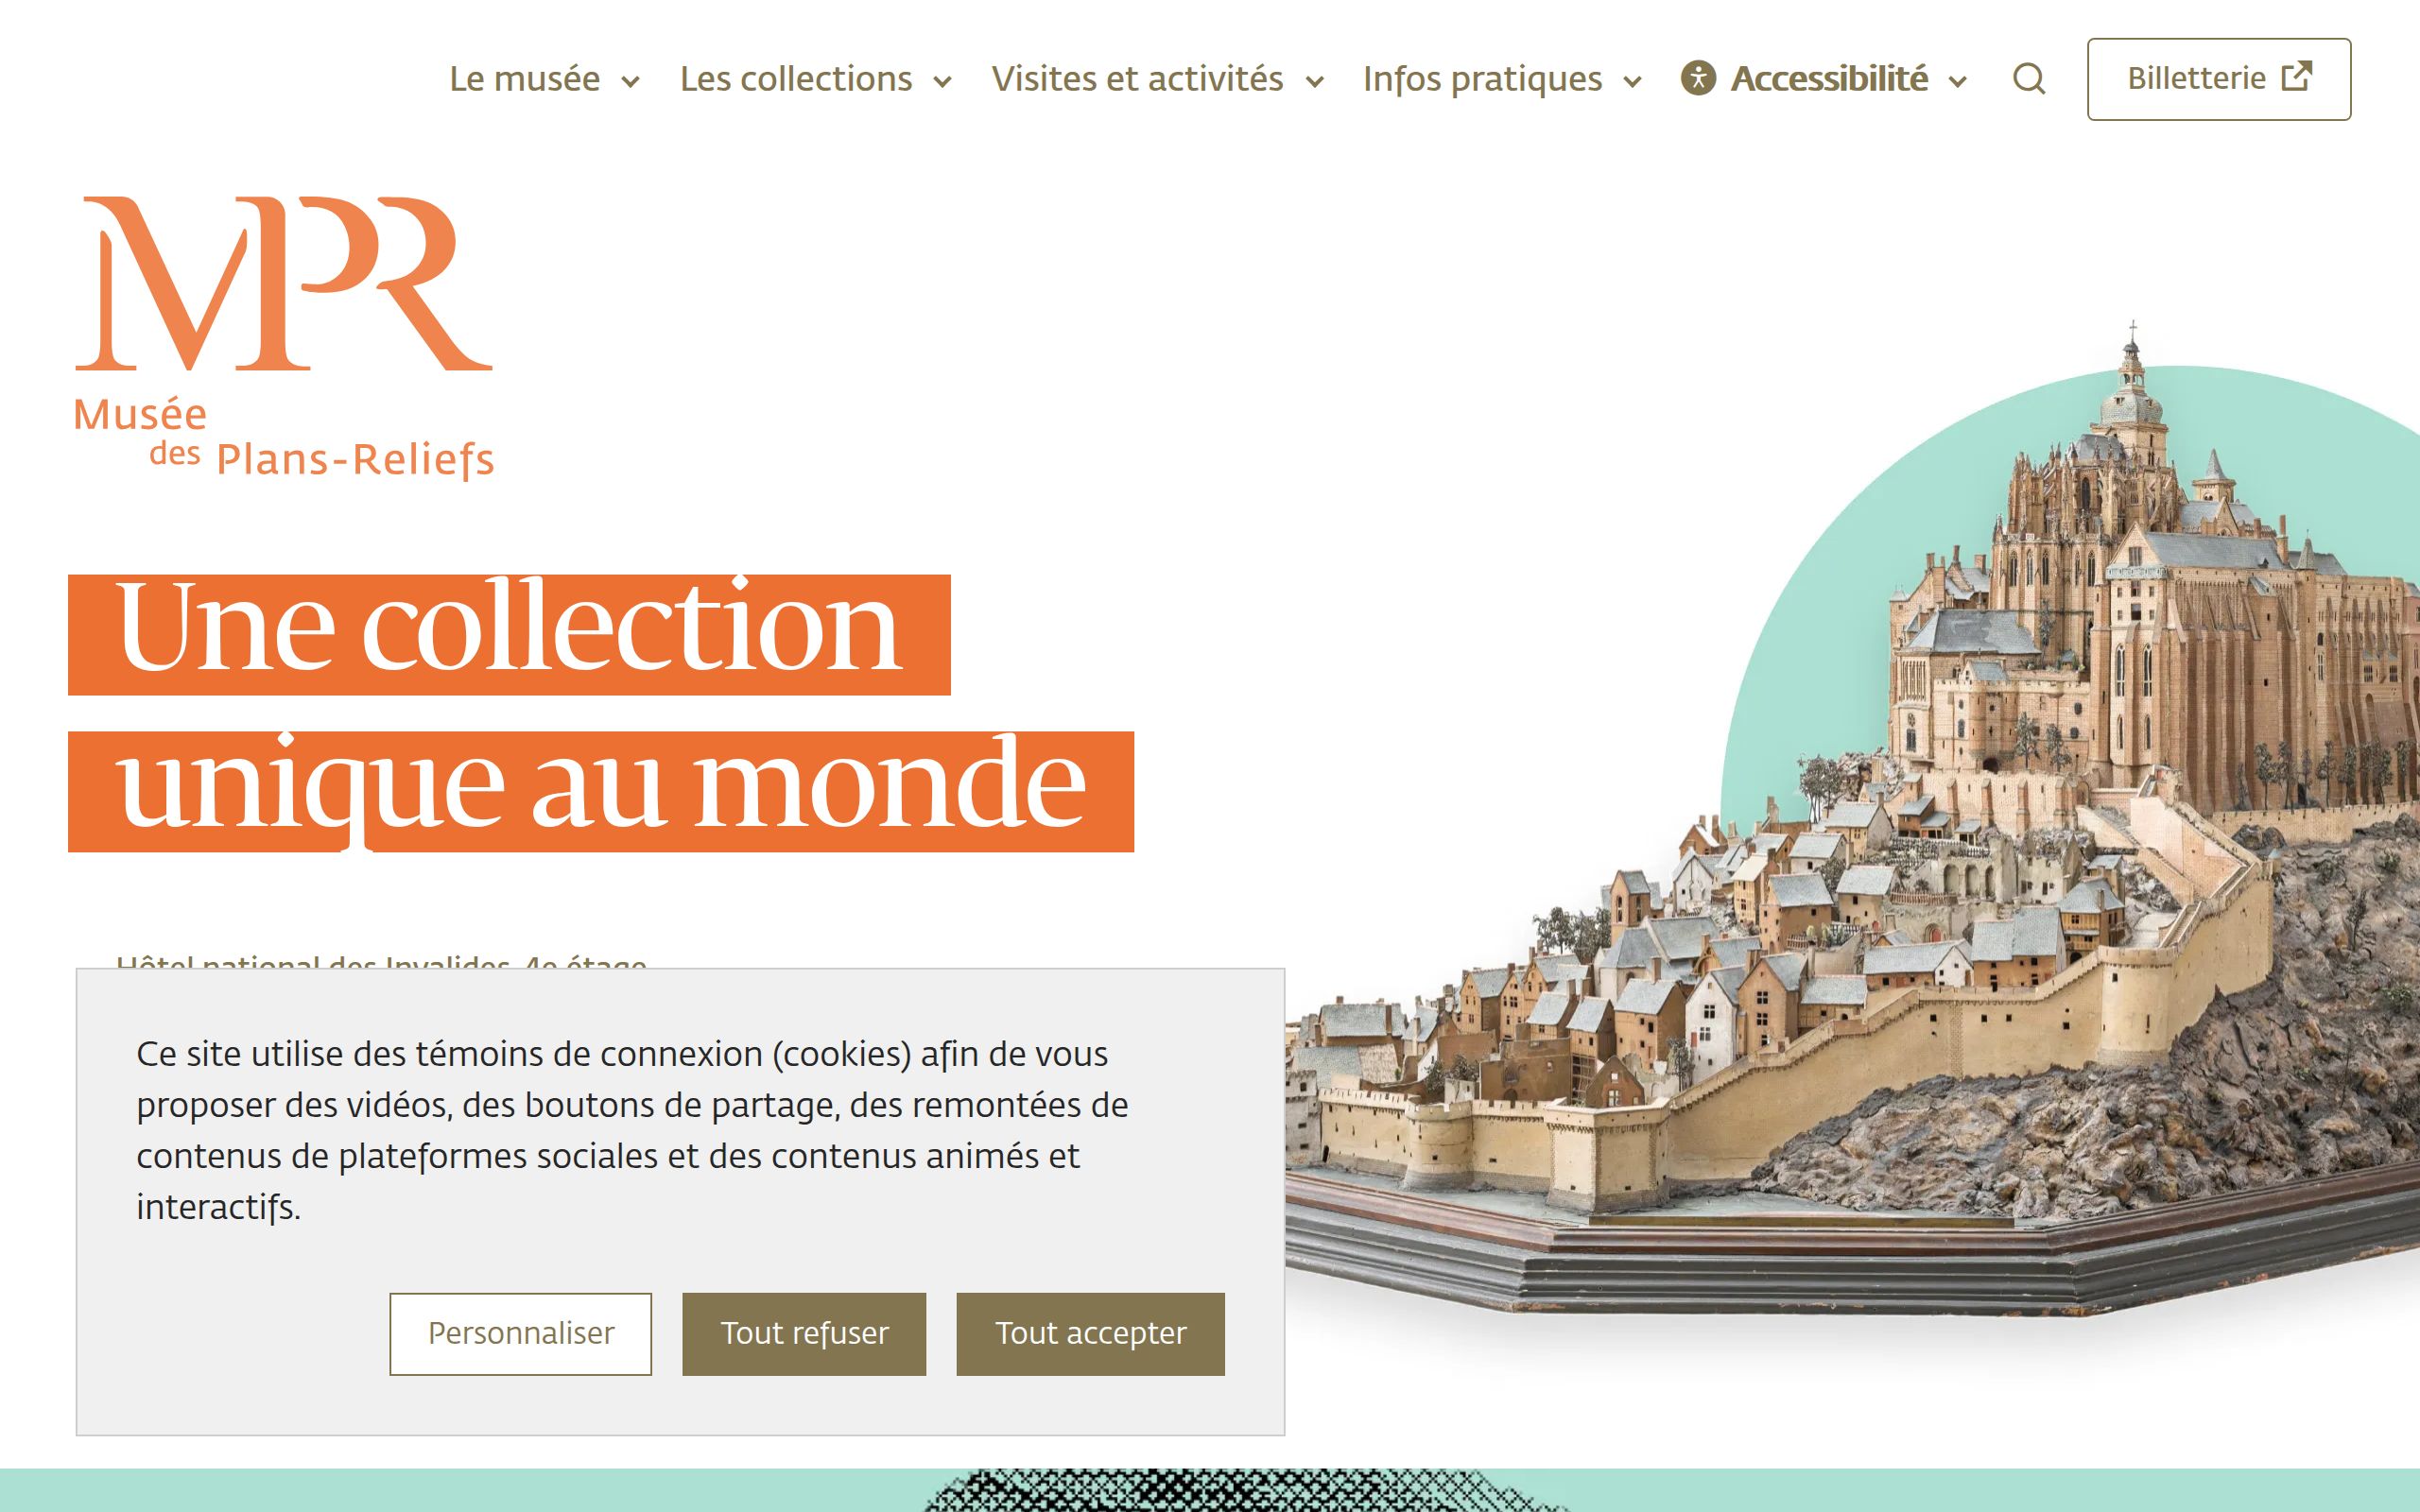 Le musée Les collections Visites et activités Infos pratiques Accessibilité Billetterie
MPR
Musée
des Plans-Reliefs
Une collection
unique au monde
Hôtel national des Invalides, 4e étage
Ce site utilise des témoins de connexion (cookies) afin de vous
proposer des vidéos, des boutons de partage, des remontées de
contenus de plateformes sociales et des contenus animés et
interactifs.
Personnaliser Tout refuser Tout accepter